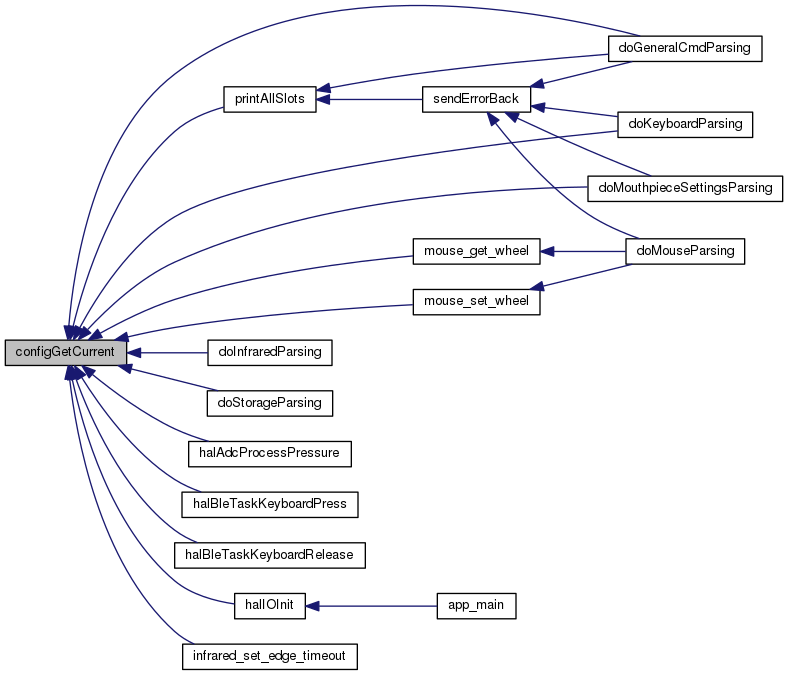 doGeneralCmdParsing
printAllSlots
sendErrorBack
doKeyboardParsing
doMouthpieceSettingsParsing
mouse_get_wheel
doMouseParsing
mouse_set_wheel
configGetCurrent
doInfraredParsing
doStorageParsing
halAdcProcessPressure
halBleTaskKeyboardPress
halBleTaskKeyboardRelease
halIOInit
app_main
infrared_set_edge_timeout